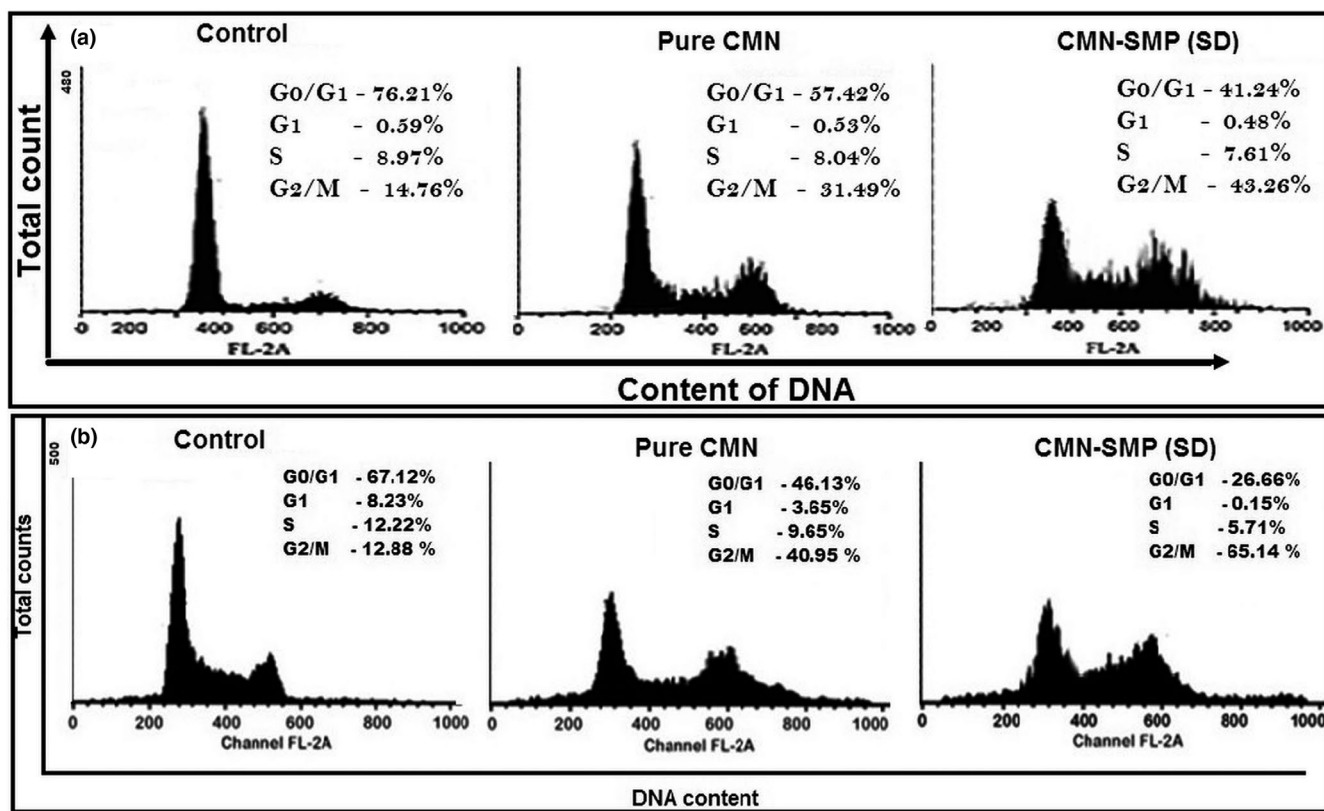 (a)
Control
Pure CMN
CMN-SMP (SD)
480
Total count
G0/G1 - 76.21%
G1 - 0.59%
S - 8.97%
G2/M - 14.76%
G0/G1 - 57.42%
G1 - 0.53%
S - 8.04%
G2/M - 31.49%
G0/G1 - 41.24%
G1 - 0.48%
S - 7.61%
G2/M - 43.26%
0 200 400 600 800 1000
FL-2A
0 200 400 600 800 1000
FL-2A
0 200 400 600 800 1000
FL-2A
Content of DNA
(b)
Control
Pure CMN
CMN-SMP (SD)
500
Total counts
G0/G1 - 67.12%
G1 - 8.23%
S - 12.22%
G2/M - 12.88 %
G0/G1 - 46.13%
G1 - 3.65%
S - 9.65%
G2/M - 40.95 %
G0/G1 - 26.66%
G1 - 0.15%
S - 5.71%
G2/M - 65.14 %
0 200 400 600 800 1000
Channel FL-2A
0 200 400 600 800 1000
Channel FL-2A
0 200 400 600 800 1000
Channel FL-2A
DNA content